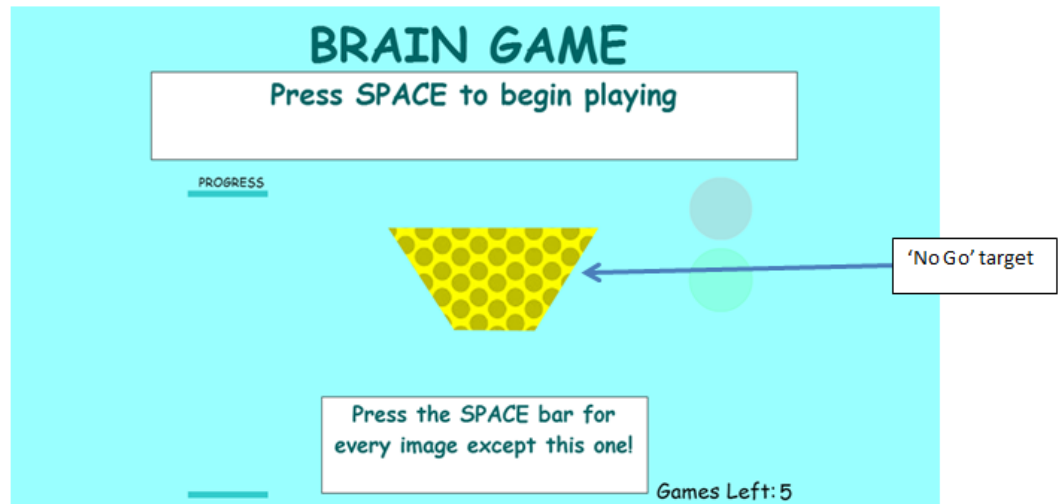 BRAIN GAME
Press SPACE to begin playing
PROGRESS
‘No Go’ target
Press the SPACE bar for
every image except this one!
Games Left: 5